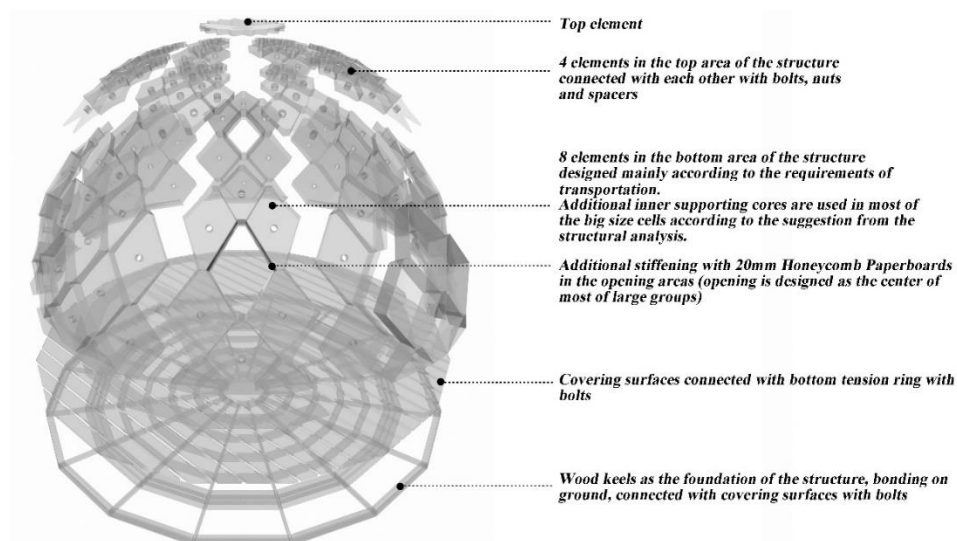 Top element
4 elements in the top area of the structure
connected with each other with bolts, nuts
and spacers
8 elements in the bottom area of the structure
designed mainly according to the requirements of
transportation.
Additional inner supporting cores are used in most of
the big size cells according to the suggestion from the
structural analysis.
Additional stiffening with 20mm Honeycomb Paperboards
in the opening areas (opening is designed as the center of
most of large groups)
Covering surfaces connected with bottom tension ring with
bolts
Wood keels as the foundation of the structure, bonding on
ground, connected with covering surfaces with bolts